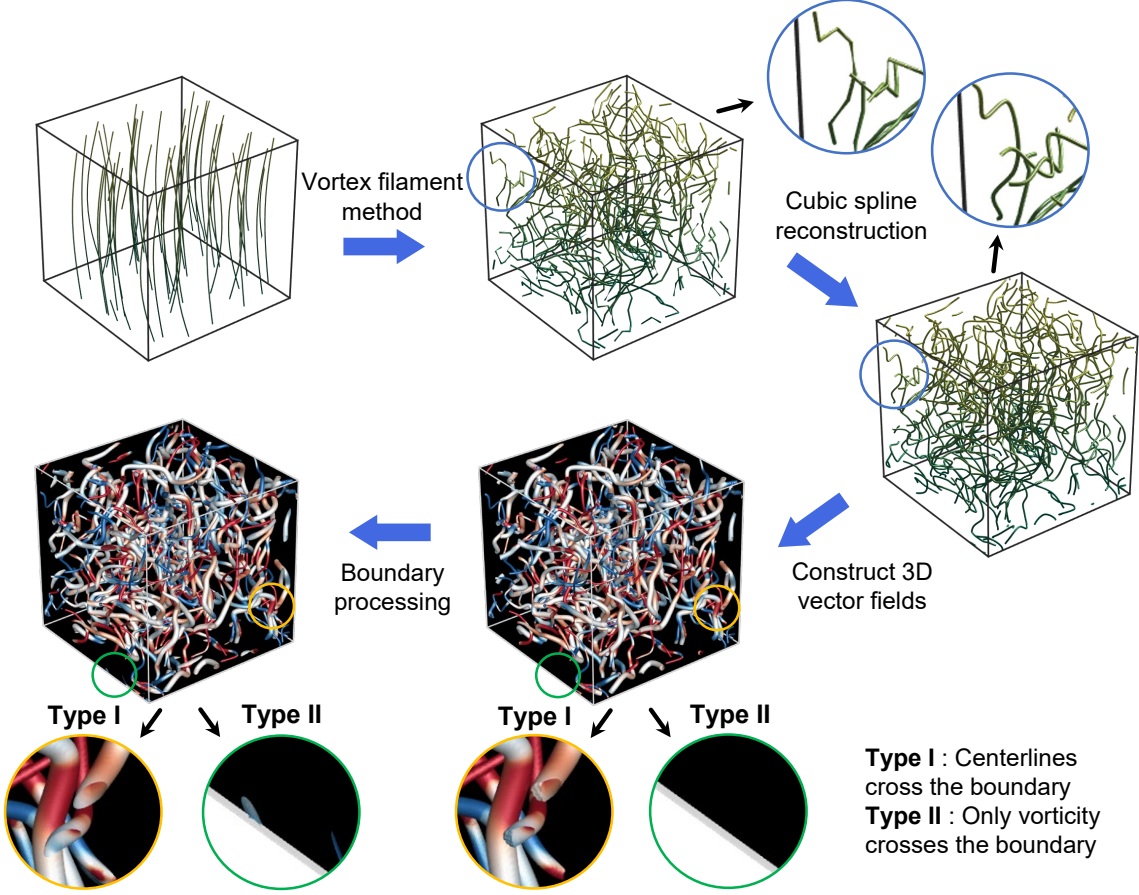 Vortex filament
method
Cubic spline
reconstruction
Construct 3D
vector fields
Boundary
processing
Type I
Type II
Type I
Type II
Type I : Centerlines
cross the boundary
Type II : Only vorticity
crosses the boundary